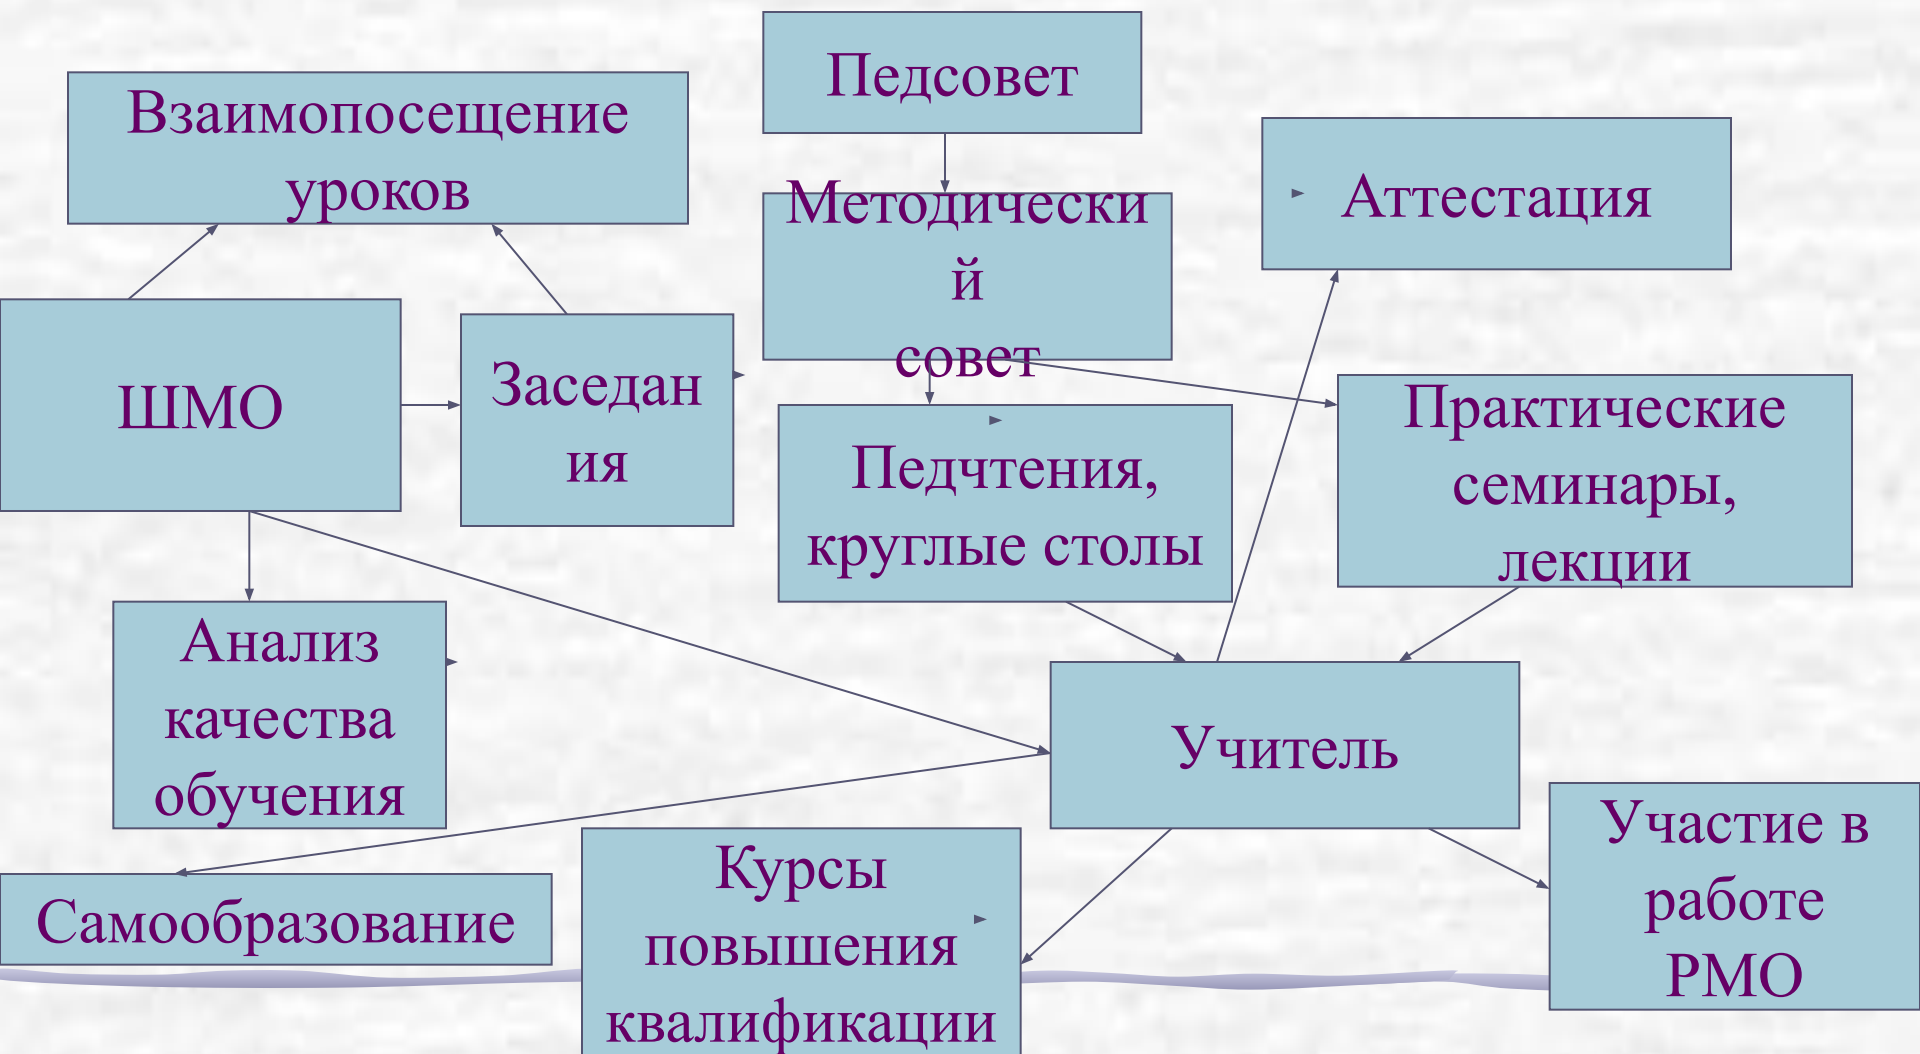 Педсовет
Взаимопосещение
уроков
Аттестация
Методически
й
совет
ШМО
Заседан
ия
Педчтения,
круглые столы
Практические
семинары,
лекции
Анализ
качества
обучения
Учитель
Самообразование
Курсы
повышения
квалификации
Участие в
работе
РМО